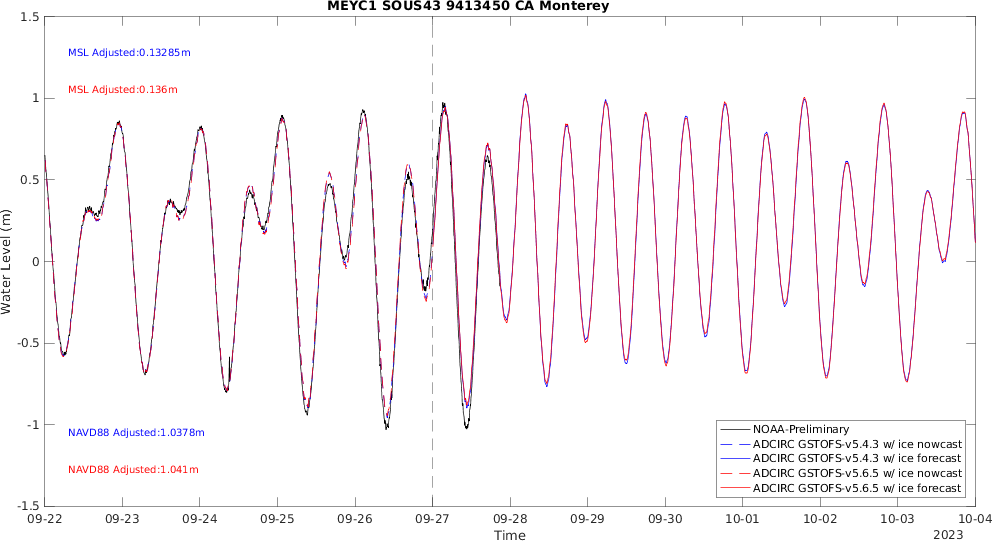 MEYC1 SOUS43 9413450 CA Monterey
1.5
MSL Adjusted:0.13285m
MSL Adjusted:0.136m
1
0.5
0
-0.5
-1
-1.5
Water Level (m)
NAVD88 Adjusted:1.0378m
NAVD88 Adjusted:1.041m
NOAA-Preliminary
ADCIRC GSTOFS-v5.4.3 w/ ice nowcast
ADCIRC GSTOFS-v5.4.3 w/ ice forecast
ADCIRC GSTOFS-v5.6.5 w/ ice nowcast
ADCIRC GSTOFS-v5.6.5 w/ ice forecast
09-22 09-23 09-24 09-25 09-26 09-27 09-28 09-29 09-30 10-01 10-02 10-03 10-04
Time
2023